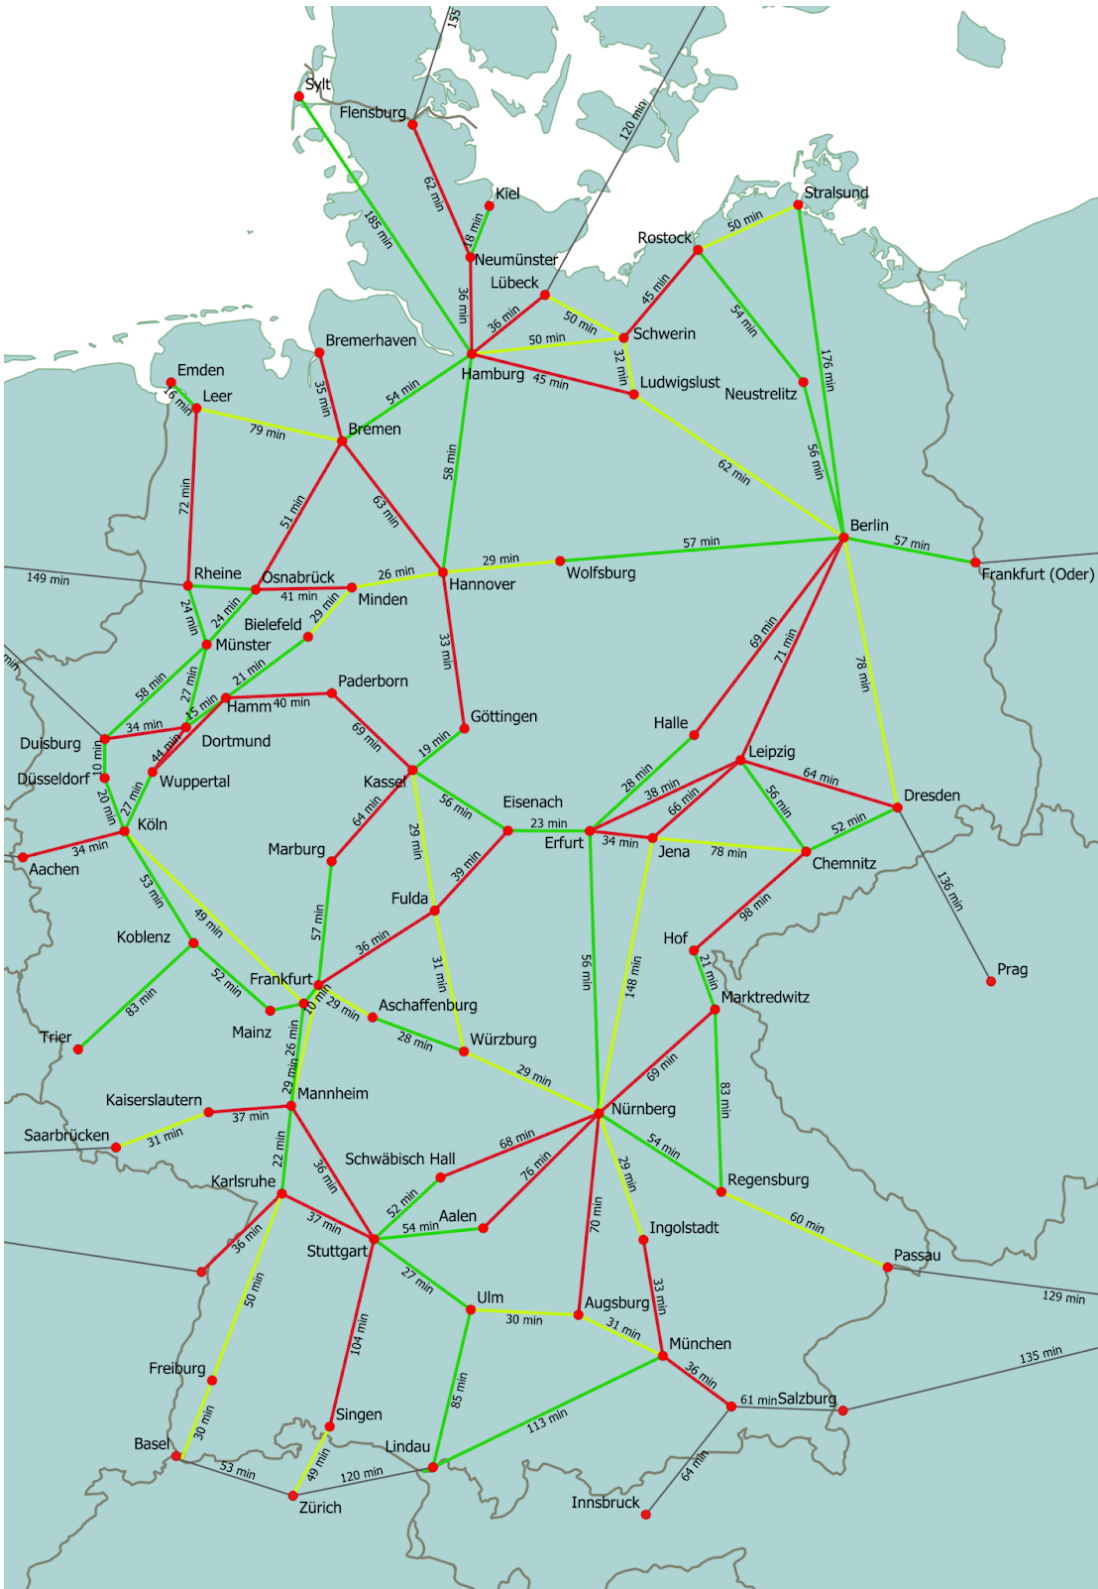 155
Sylt
Flensburg
120 min
62 min
Kiel
Stralsund
185 min
18 min
50 min
Rostock
Neumünster
Lübeck
36 min
45 min
36 min
50 min
54 min
Schwerin
Bremerhaven
50 min
176 min
Hamburg
32 min
Emden
45 min
Ludwigslust
Neustrelitz
16 min
Leer
35 min
54 min
79 min
Bremen
56 min
58 min
62 min
72 min
51 min
63 min
Berlin
57 min
57 min
29 min
149 min
Rheine
Osnabrück
26 min
Hannover
Wolfsburg
Frankfurt (Oder)
24 min
24 min
41 min
Minden
29 min
Bielefeld
Münster
33 min
69 min
71 min
min
58 min
27 min
21 min
78 min
Paderborn
15 min
Hamm
40 min
Göttingen
Halle
34 min
Dortmund
69 min
Duisburg
44 min
19 min
Leipzig
10 min
Düsseldorf
Wuppertal
Kassel
28 min
64 min
20 min
27 min
56 min
Eisenach
38 min
66 min
56 min
Dresden
Köln
64 min
23 min
Erfurt
34 min
Jena
52 min
34 min
Aachen
Marburg
29 min
78 min
Chemnitz
39 min
53 min
49 min
Fulda
136 min
57 min
36 min
98 min
Koblenz
Hof
52 min
31 min
56 min
21 min
148 min
Frankfurt
Prag
83 min
10 min
29 min
Aschaffenburg
Marktredwitz
Mainz
Trier
26 min
28 min
Würzburg
29 min
69 min
29 min
Kaiserslautern
Mannheim
83 min
37 min
Nürnberg
Saarbrücken
31 min
68 min
54 min
22 min
36 min
Schwäbisch Hall
29 min
Karlsruhe
76 min
Regensburg
52 min
37 min
Aalen
70 min
Ingolstadt
60 min
36 min
54 min
Stuttgart
Passau
50 min
27 min
33 min
129 min
Ulm
Augsburg
104 min
30 min
31 min
München
135 min
Freiburg
36 min
85 min
30 min
61 min
Salzburg
113 min
Singen
Basel
Lindau
53 min
49 min
120 min
64 min
Zürich
Innsbruck